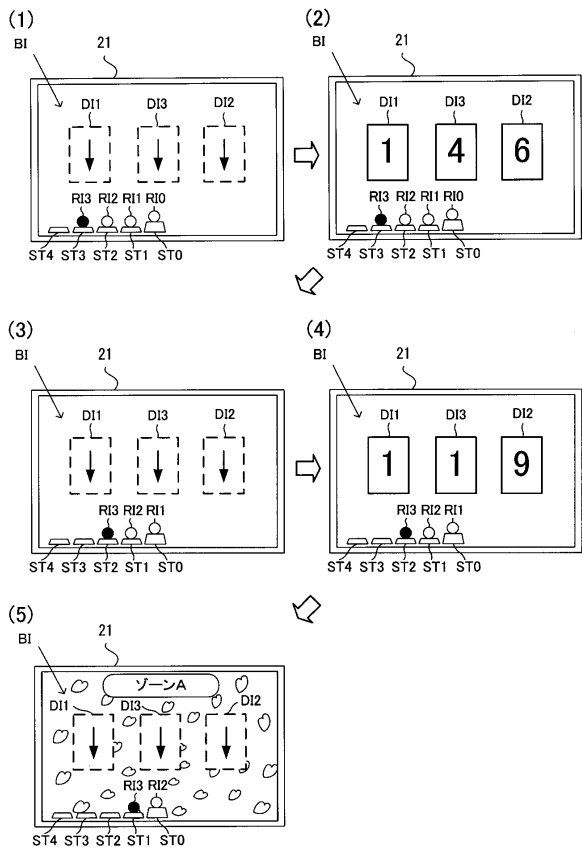 (1)
21
BI
DI1 DI3 DI2
RI3 RI2 RI1 RI0
ST4 ST3 ST2 ST1 ST0
(2)
21
BI
DI1 DI3 DI2
1 4 6
RI3 RI2 RI1 RI0
ST4 ST3 ST2 ST1 ST0
(3)
21
BI
DI1 DI3 DI2
RI3 RI2 RI1
ST4 ST3 ST2 ST1 ST0
(4)
21
BI
DI1 DI3 DI2
1 1 9
RI3 RI2 RI1
ST4 ST3 ST2 ST1 ST0
(5)
21
BI
ゾーンA
DI1 DI3 DI2
RI3 RI2
ST4 ST3 ST2 ST1 ST0